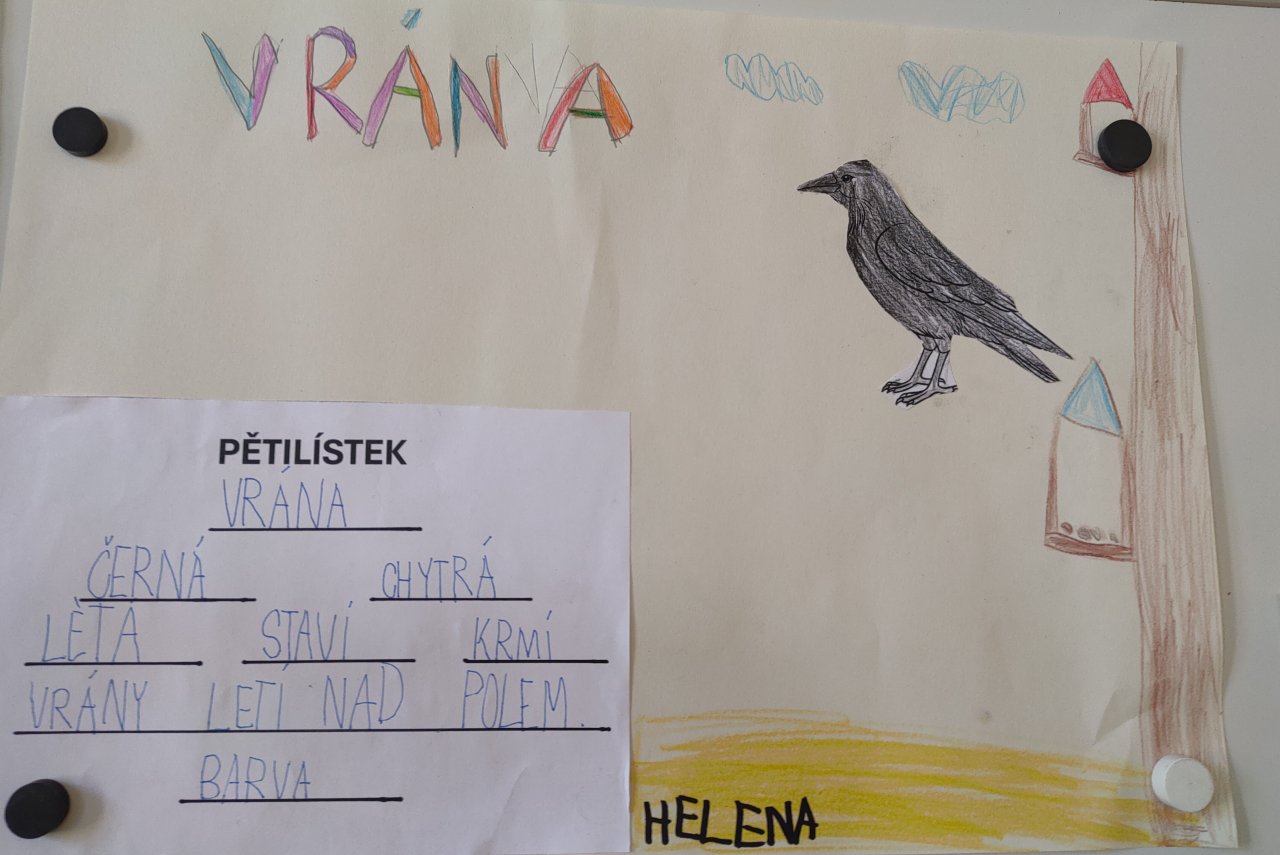 VRÁNA
PĚTILÍSTEK
VRÁNA
ČERNÁ CHYTRÁ
LÉTÁ STAVÍ KRMÍ
VRÁNY LETÍ NAD POLEM.
BARVA
HELENA